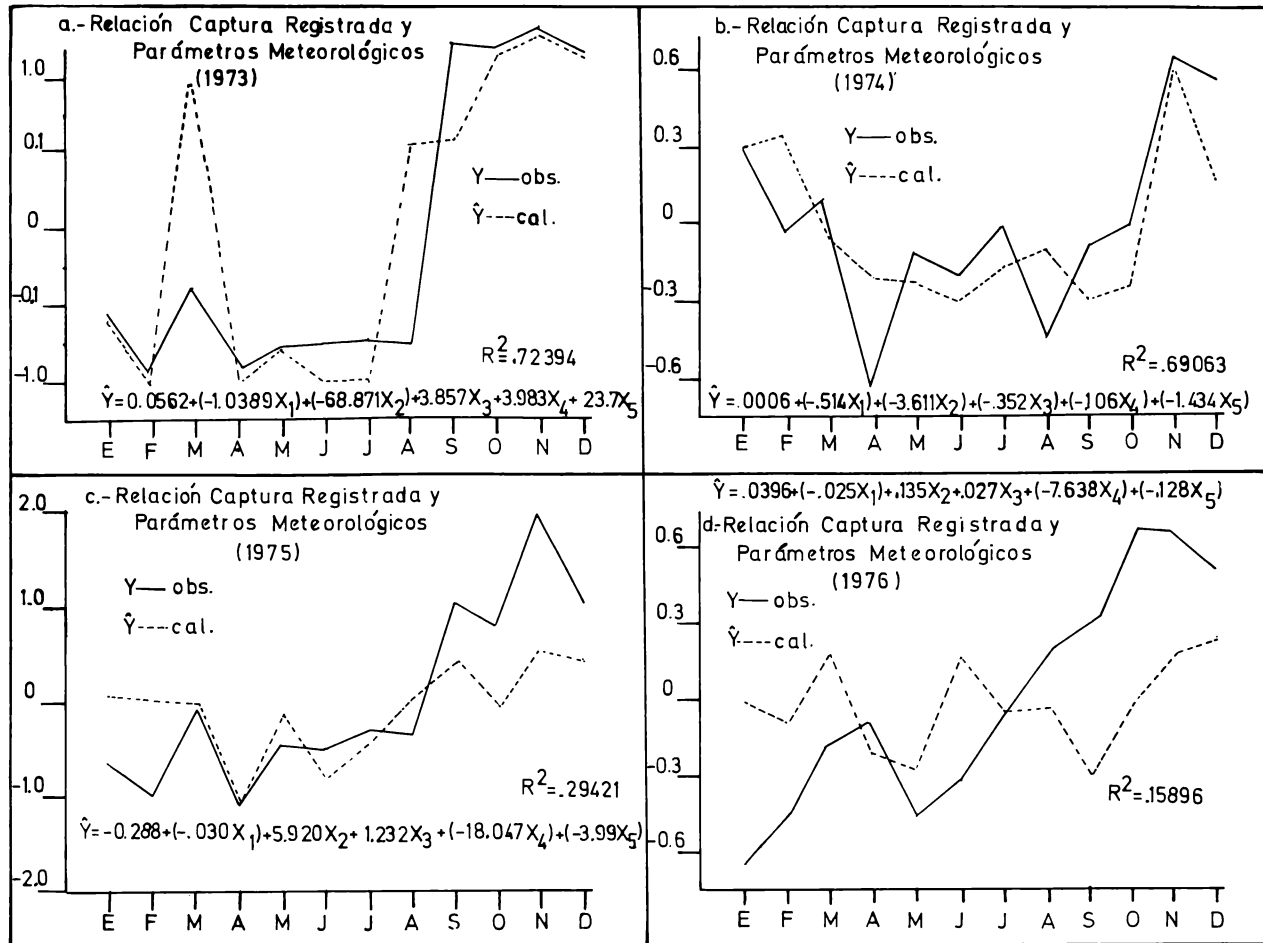 a.- Relación Captura Registrada y
Parámetros Meteorológicos
(1973)
1.0
0.1
0
-0.1
-1.0
Y — obs.
Ŷ --- cal.
R²=.72394
Ŷ=0.0562+(-1.0389X₁)+(-68.871X₂)+3.857X₃+3.983X₄+23.7X₅
E F M A M J J A S O N D
b.- Relación Captura Registrada y
Parámetros Meteorológicos
(1974)
0.6
0.3
0
-0.3
-0.6
Y — obs.
Ŷ ---- cal.
R²=.69063
Ŷ=.0006+(-.514X₁)+(-3.611X₂)+(-.352X₃)+(-.106X₄)+(-1.434X₅)
E F M A M J J A S O N D
c.- Relación Captura Registrada y
Parámetros Meteorológicos
(1975)
2.0
1.0
0
-1.0
-2.0
Y — obs.
Ŷ --- cal.
R²=.29421
Ŷ=-0.288+(-.030X₁)+5.920X₂+1.232X₃+(-18.047X₄)+(-3.99X₅)
E F M A M J J A S O N D
Ŷ=.0396+(-.025X₁)+.135X₂+.027X₃+(-7.638X₄)+(-.128X₅)
d.- Relación Captura Registrada y
Parámetros Meteorológicos
(1976)
0.6
0.3
0
-0.3
-0.6
Y — obs.
Ŷ ---- cal.
R²=.15896
E F M A M J J A S O N D